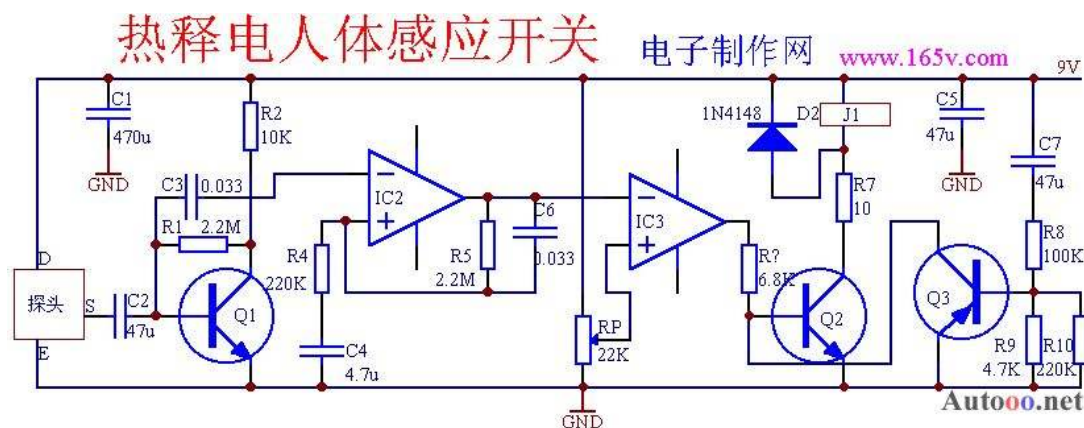 热释电人体感应开关 电子制作网 www.165v.com
9V
C1
470u
GND
R2
10K
C3
0.033
R1 2.2M
D
探头
S
E
C2
47u
Q1
R4
220K
C4
4.7u
IC2
R5
2.2M
C6
0.033
IC3
RP
22K
GND
1N4148 D2
J1
R7
10
R?
6.8K
Q2
C5
47u
GND
C7
47u
R8
100K
Q3
R9
4.7K
R10
220K
Autooo.net